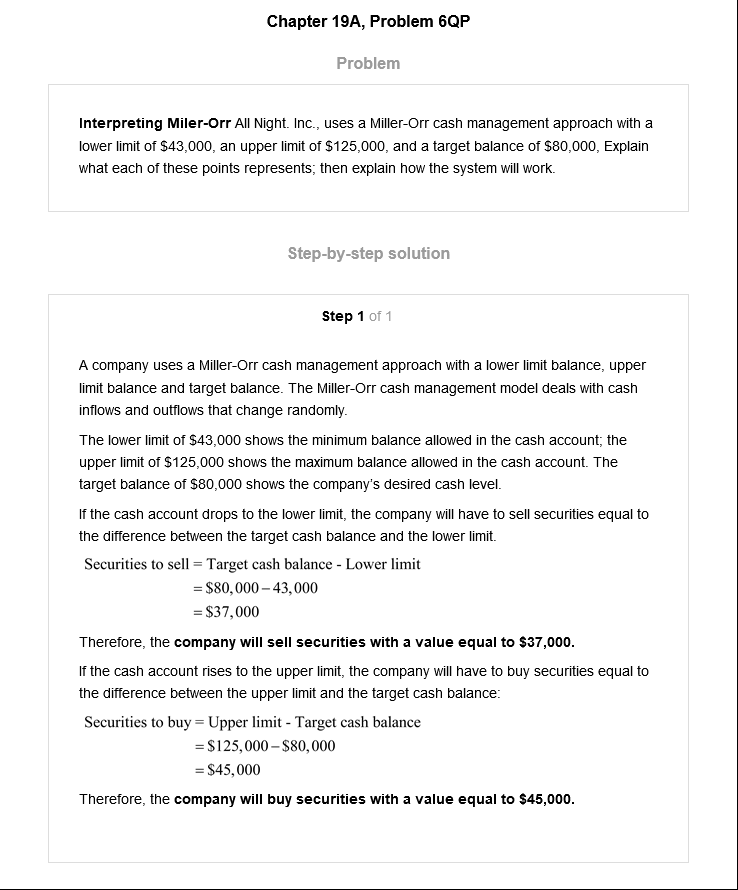 Chapter 19A, Problem 6QP
Problem
Interpreting Miler-Orr All Night. Inc., uses a Miller-Orr cash management approach with a
lower limit of $43,000, an upper limit of $125,000, and a target balance of $80,000, Explain
what each of these points represents; then explain how the system will work.
Step-by-step solution
Step 1 of 1
A company uses a Miller-Orr cash management approach with a lower limit balance, upper
limit balance and target balance. The Miller-Orr cash management model deals with cash
inflows and outflows that change randomly.
The lower limit of $43,000 shows the minimum balance allowed in the cash account; the
upper limit of $125,000 shows the maximum balance allowed in the cash account. The
target balance of $80,000 shows the company's desired cash level.
If the cash account drops to the lower limit, the company will have to sell securities equal to
the difference between the target cash balance and the lower limit.
Securities to sell = Target cash balance - Lower limit
= $80,000 – 43,000
= $37,000
Therefore, the company will sell securities with a value equal to $37,000.
If the cash account rises to the upper limit, the company will have to buy securities equal to
the difference between the upper limit and the target cash balance:
Securities to buy = Upper limit - Target cash balance
= $125,000 – $80,000
= $45,000
Therefore, the company will buy securities with a value equal to $45,000.